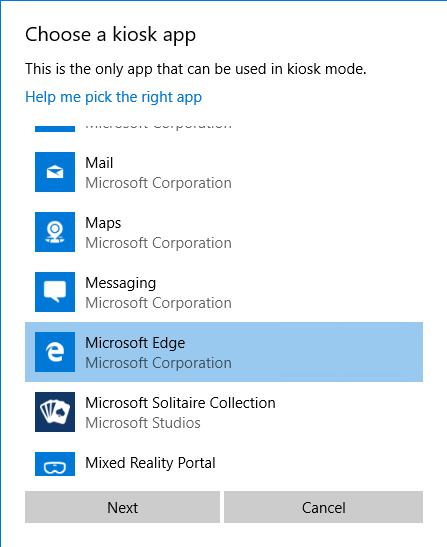 Choose a kiosk app
This is the only app that can be used in kiosk mode.
Help me pick the right app
Microsoft Corporation
Mail
Microsoft Corporation
Maps
Microsoft Corporation
Messaging
Microsoft Corporation
Microsoft Edge
Microsoft Corporation
Microsoft Solitaire Collection
Microsoft Studios
Mixed Reality Portal
Next
Cancel